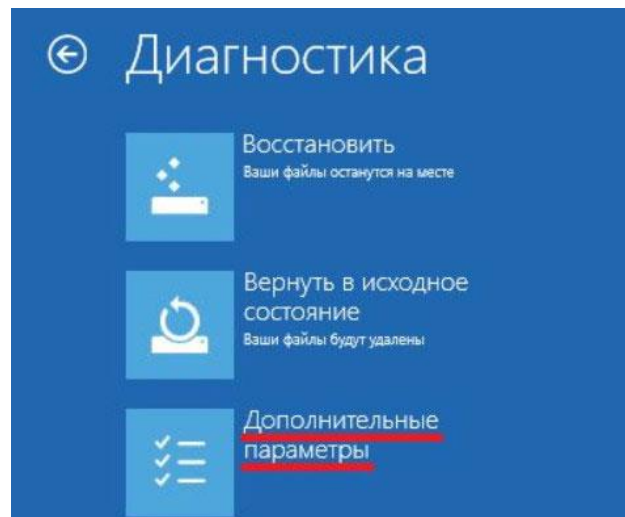 Диагностика
Восстановить
Ваши файлы останутся на месте
Вернуть в исходное
состояние
Ваши файлы будут удалены
Дополнительные
параметры